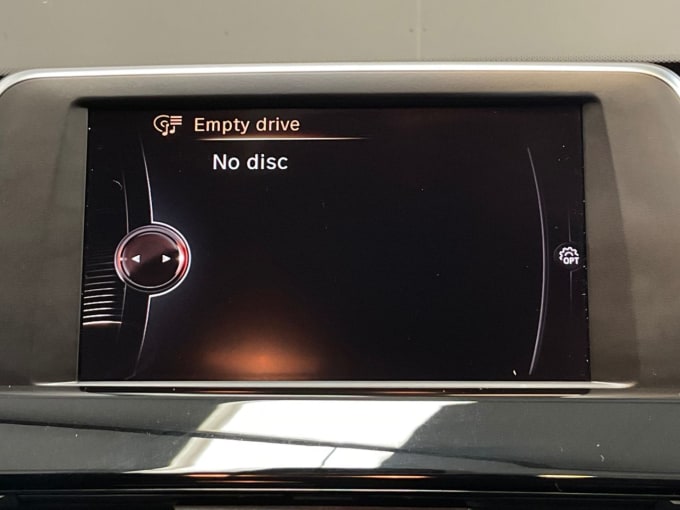 Empty drive
No disc
OPT